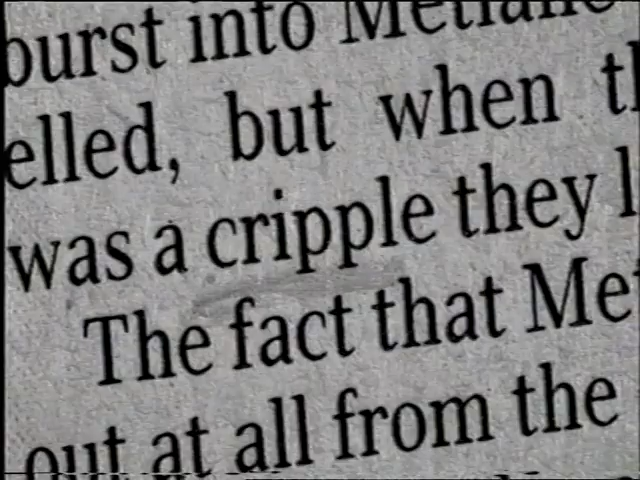 burst into
elled, but when
was a cripple they
The fact that
out at all from the